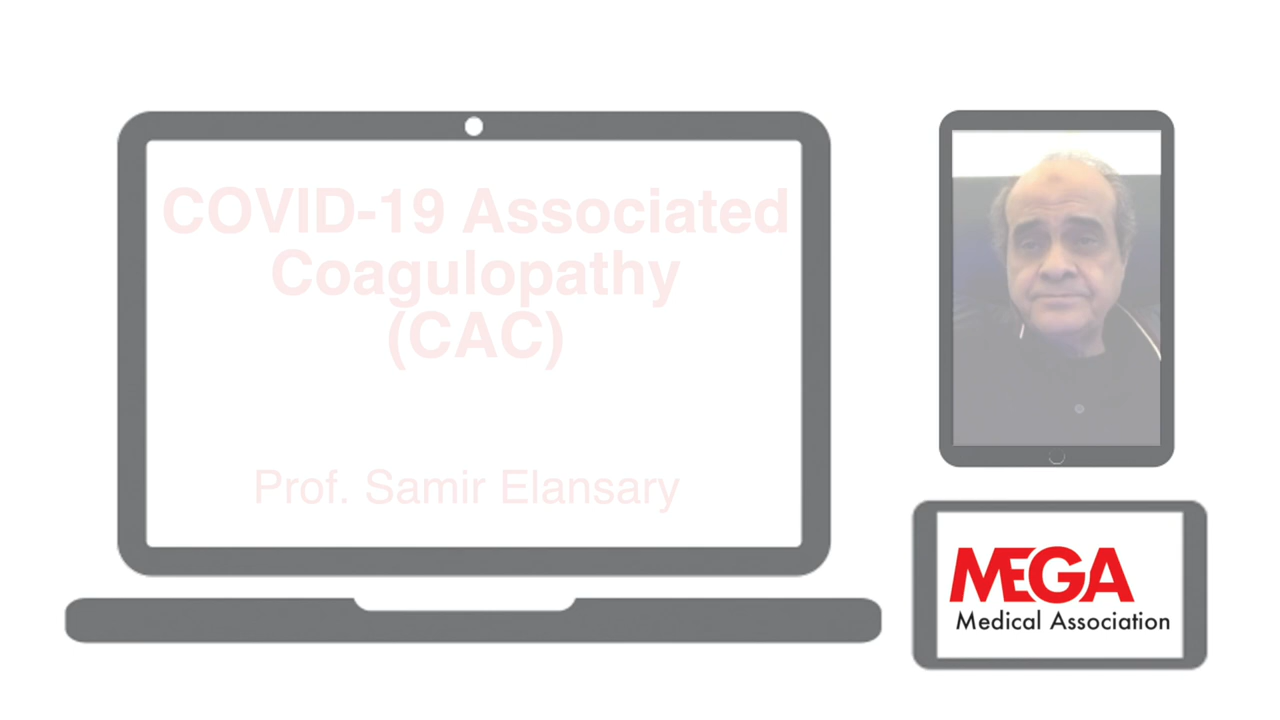 COVID-19 Associated
Coagulopathy
(CAC)
Prof. Samir Elansary
MEGA
Medical Association